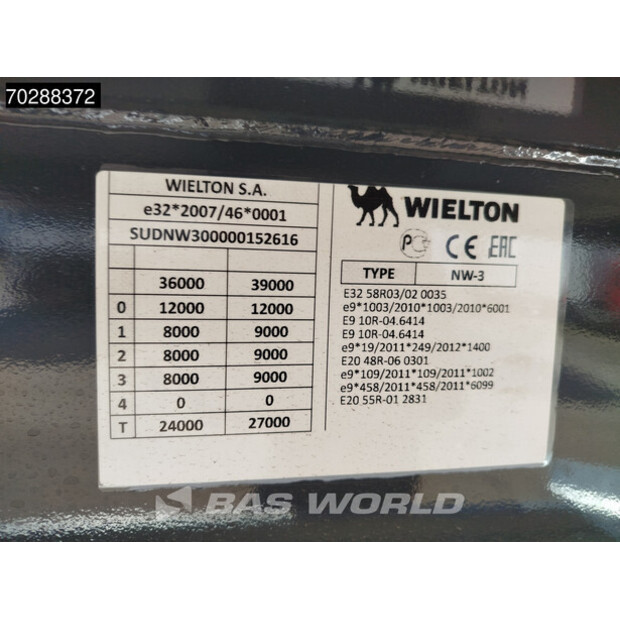 70288372
WIELTON S.A.
e32*2007/46*0001
SUDNW300000152616
36000 39000
0 12000 12000
1 8000 9000
2 8000 9000
3 8000 9000
4 0 0
T 24000 27000
WIELTON
PC CE EAC
TYPE NW-3
E32 58R03/02 0035
e9*1003/2010*1003/2010*6001
E9 10R-04.6414
E9 10R-04.6414
e9*19/2011*249/2012*1400
E20 48R-06 0301
e9*109/2011*109/2011*1002
e9*458/2011*458/2011*6099
E20 55R-01 2831
BAS WORLD